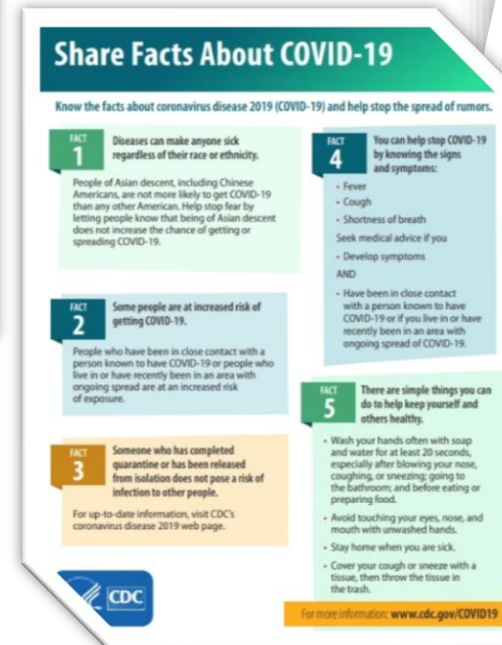 Share Facts About COVID-19
Know the facts about coronavirus disease 2019 (COVID-19) and help stop the spread of rumors.
FACT
1
Diseases can make anyone sick
regardless of their race or ethnicity.
People of Asian descent, including Chinese
Americans, are not more likely to get COVID-19
than any other American. Help stop fear by
letting people know that being of Asian descent
does not increase the chance of getting or
spreading COVID-19.
FACT
2
Some people are at increased risk of
getting COVID-19.
People who have been in close contact with a
person known to have COVID-19 or people who
live in or have recently been in an area with
ongoing spread are at an increased risk
of exposure.
FACT
3
Someone who has completed
quarantine or has been released
from isolation does not pose a risk of
infection to other people.
For up-to-date information, visit CDC's
coronavirus disease 2019 web page.
FACT
4
You can help stop COVID-19
by knowing the signs
and symptoms:
• Fever
• Cough
• Shortness of breath
Seek medical advice if you
• Develop symptoms
AND
• Have been in close contact
with a person known to have
COVID-19 or if you live in or have
recently been in an area with
ongoing spread of COVID-19.
FACT
5
There are simple things you can
do to help keep yourself and
others healthy.
• Wash your hands often with soap
and water for at least 20 seconds,
especially after blowing your nose,
coughing, or sneezing; going to
the bathroom; and before eating or
preparing food.
• Avoid touching your eyes, nose, and
mouth with unwashed hands.
• Stay home when you are sick.
• Cover your cough or sneeze with a
tissue, then throw the tissue in
the trash.
CDC
For more information: www.cdc.gov/COVID19